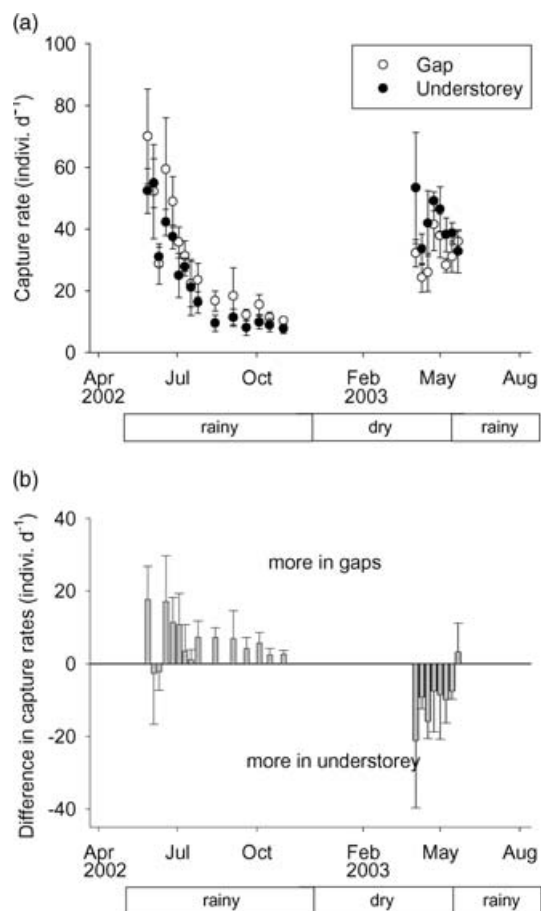 (a)
100
80
60
40
20
0
Capture rate (indivi. d⁻¹)
Gap
Understorey
Apr Jul Oct Feb May Aug
2002 2003
rainy dry rainy
(b)
40
20
0
-20
-40
Difference in capture rates (indivi. d⁻¹)
more in gaps
more in understorey
Apr Jul Oct Feb May Aug
2002 2003
rainy dry rainy